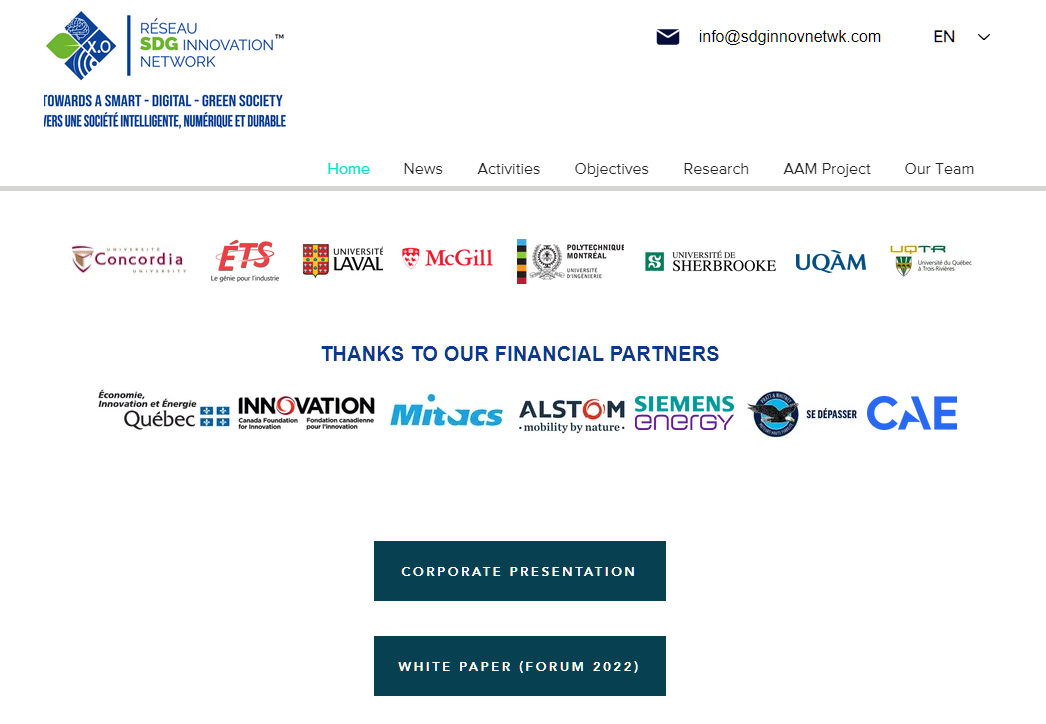 X.O
RÉSEAU
SDG INNOVATION™
NETWORK
TOWARDS A SMART - DIGITAL - GREEN SOCIETY
VERS UNE SOCIÉTÉ INTELLIGENTE, NUMÉRIQUE ET DURABLE
info@sdginnovnetwk.com
EN
Home News Activities Objectives Research AAM Project Our Team
UNIVERSITÉ
Concordia
UNIVERSITY
ÉTS
Le génie pour l'industrie
UNIVERSITÉ
LAVAL
McGill
POLYTECHNIQUE
MONTRÉAL
UNIVERSITÉ
D'INGÉNIERIE
UNIVERSITÉ DE
SHERBROOKE
UQÀM
UQTR
Université du Québec
à Trois-Rivières
THANKS TO OUR FINANCIAL PARTNERS
Économie,
Innovation et Énergie
Québec
INNOVATION
Canada Foundation Fondation canadienne
for Innovation pour l'innovation
Mitacs
ALSTOM
• mobility by nature •
SIEMENS
energy
SE DÉPASSER
CAE
CORPORATE PRESENTATION
WHITE PAPER (FORUM 2022)